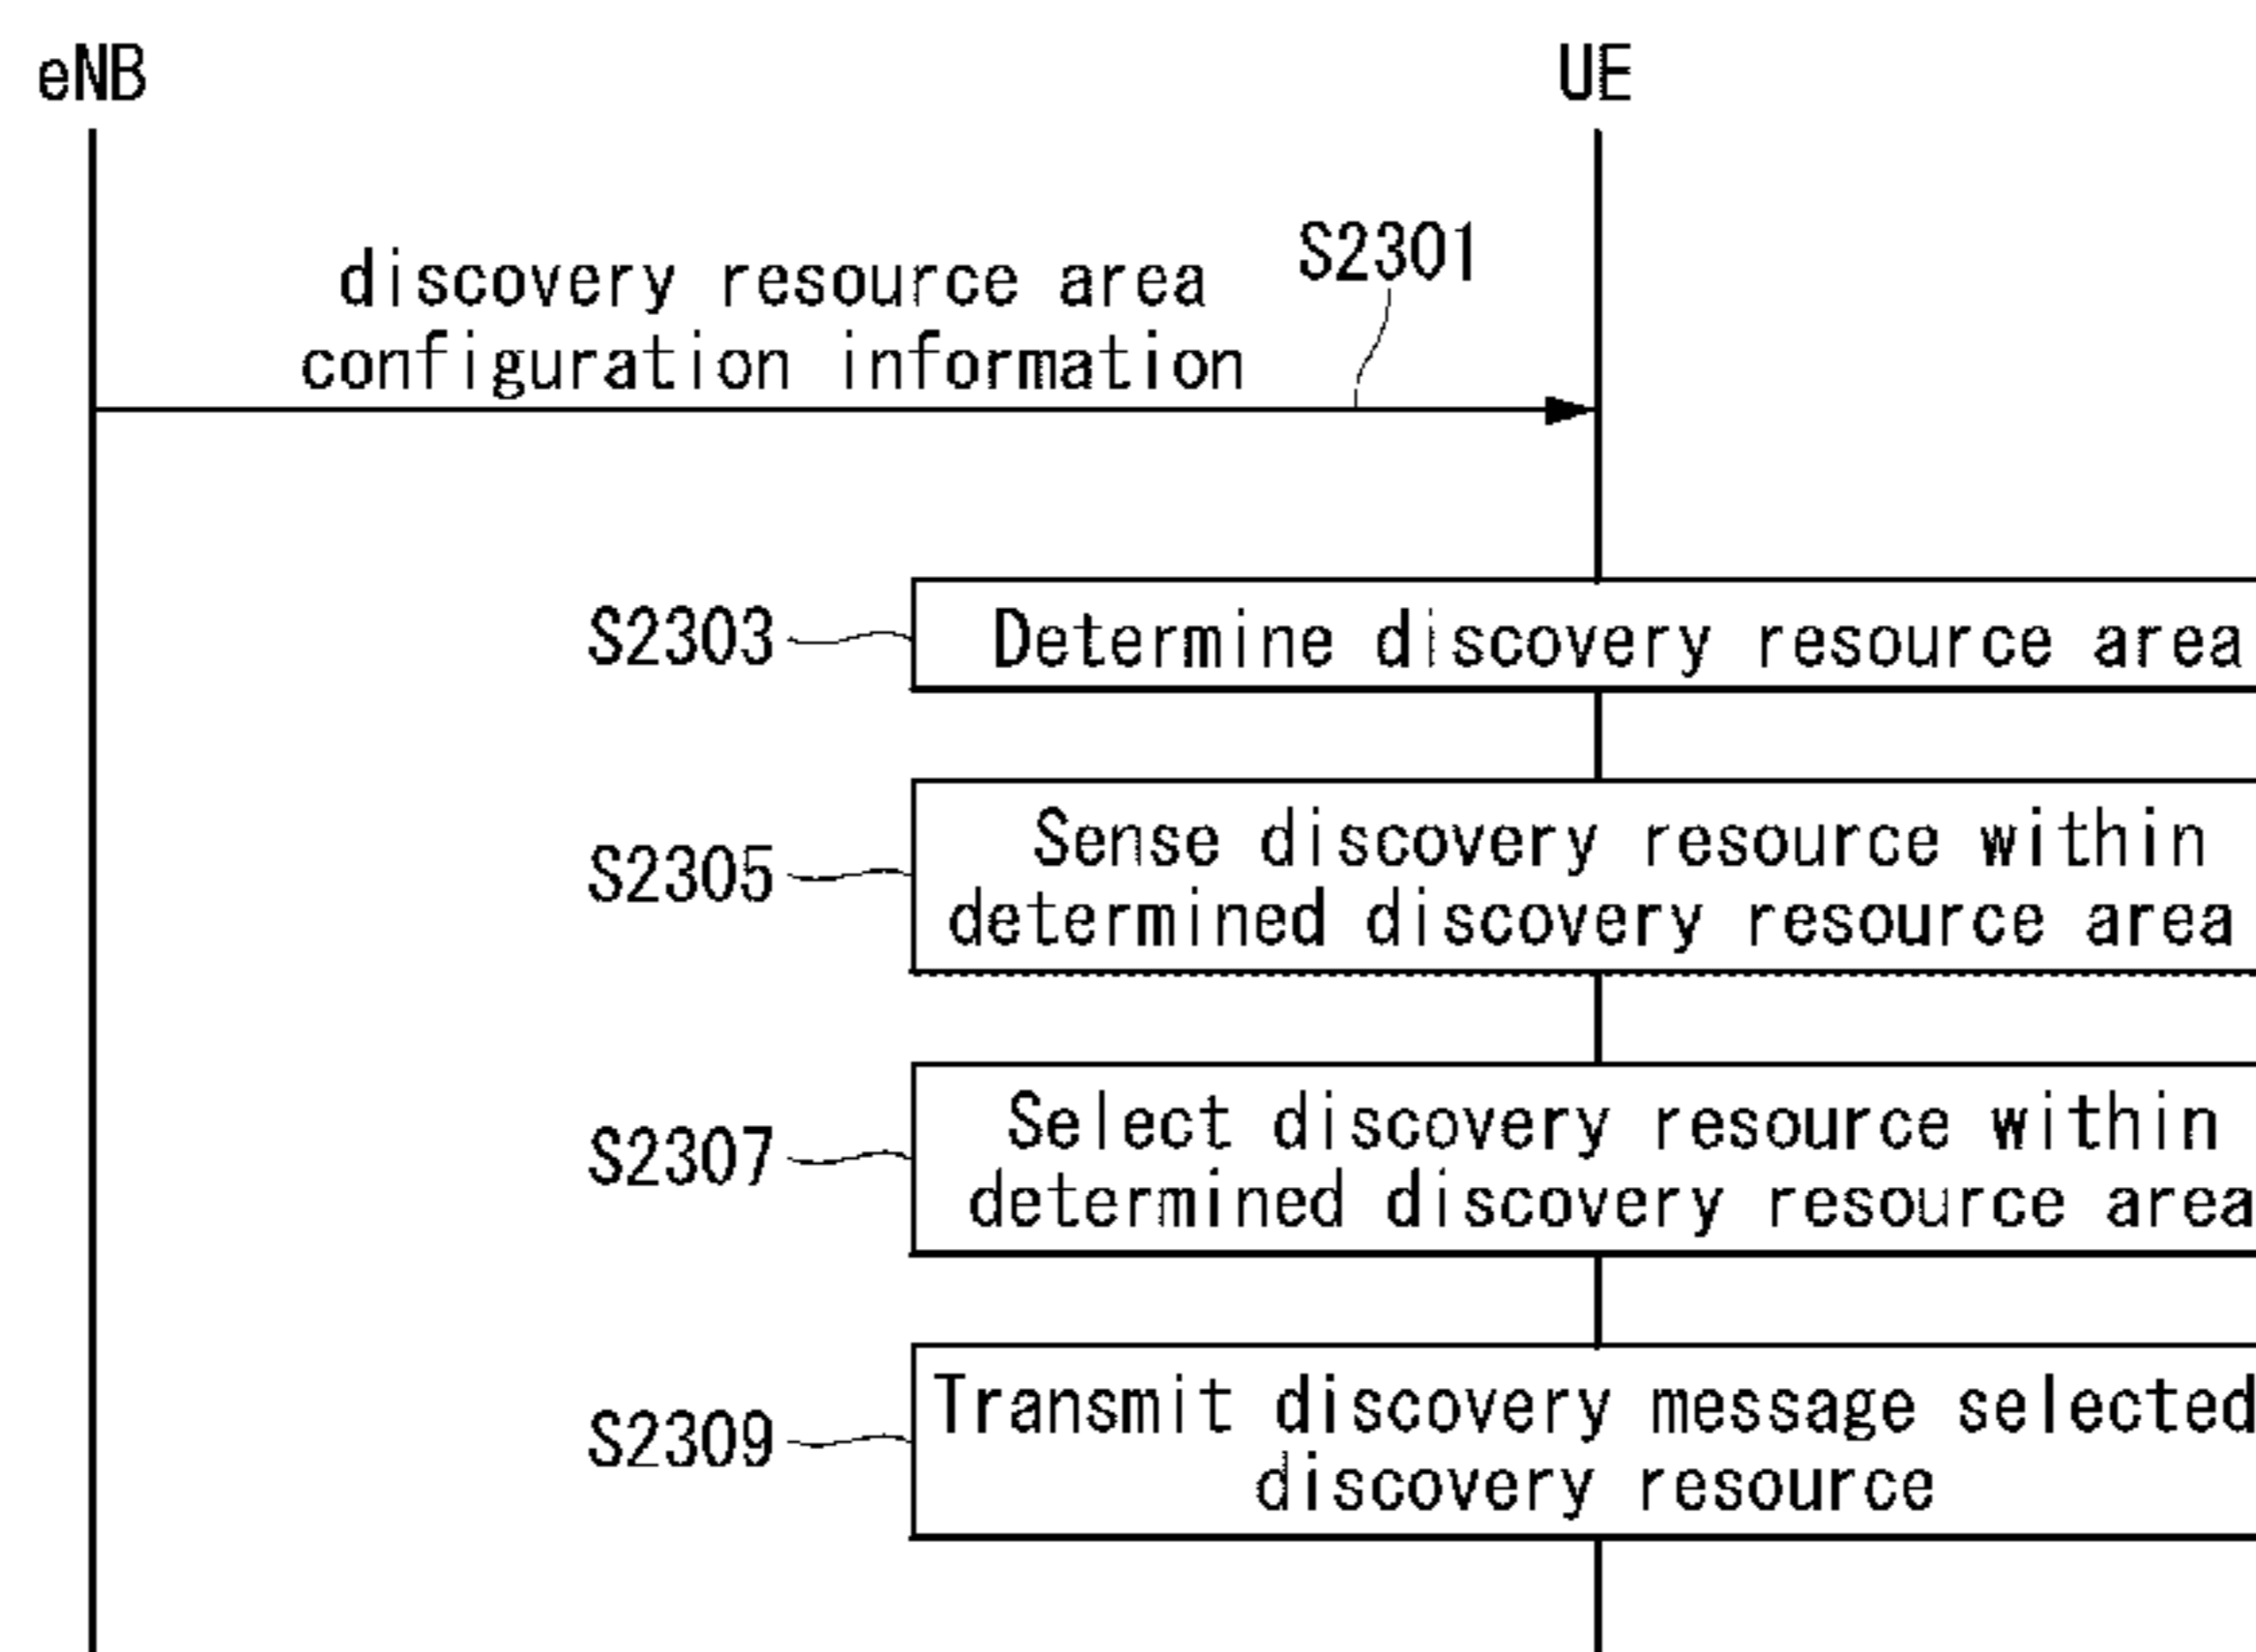 eNB
UE
S2301
discovery resource area
configuration information
S2303
Determine discovery resource area
S2305
Sense discovery resource within
determined discovery resource area
S2307
Select discovery resource within
determined discovery resource area
S2309
Transmit discovery message selected
discovery resource